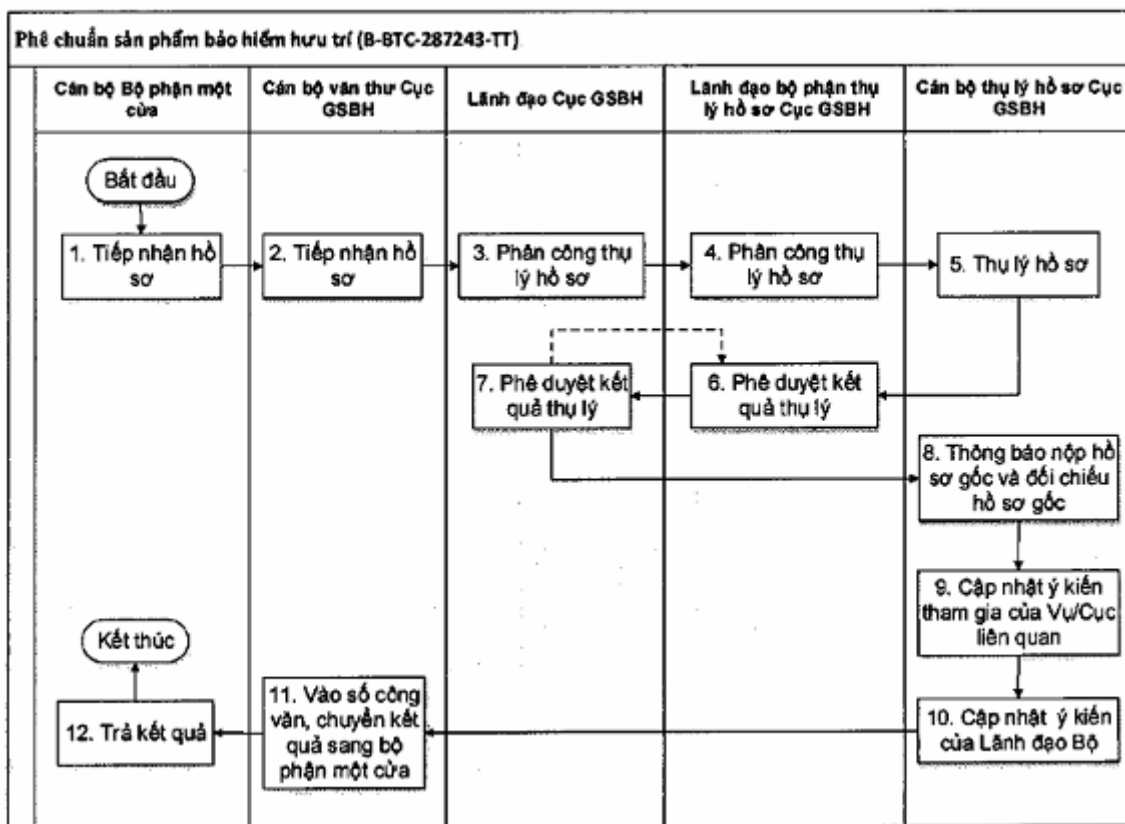 Phê chuẩn sản phẩm bảo hiểm hưu trí (B-BTC-287243-TT)
Cán bộ Bộ phận một
cửa
Cán bộ văn thư Cục
GSBH
Lãnh đạo Cục GSBH
Lãnh đạo bộ phận thụ
lý hồ sơ Cục GSBH
Cán bộ thụ lý hồ sơ Cục
GSBH
Bắt đầu
1. Tiếp nhận hồ
sơ
2. Tiếp nhận hồ
sơ
3. Phân công thụ
lý hồ sơ
4. Phân công thụ
lý hồ sơ
5. Thụ lý hồ sơ
7. Phê duyệt kết
quả thụ lý
6. Phê duyệt kết
quả thụ lý
8. Thông báo nộp hồ
sơ gốc và đối chiếu
hồ sơ gốc
9. Cập nhật ý kiến
tham gia của Vụ/Cục
liên quan
Kết thúc
12. Trả kết quả
11. Vào số công
văn, chuyển kết
quả sang bộ
phận một cửa
10. Cập nhật ý kiến
của Lãnh đạo Bộ